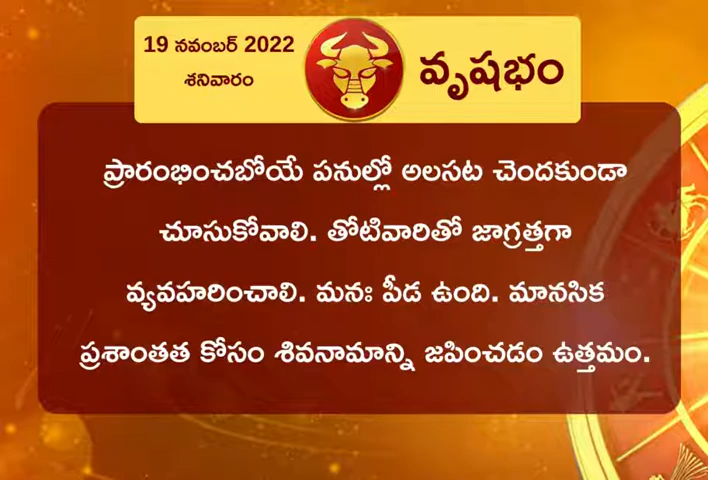 19 నవంబర్ 2022
శనివారం
వృషభం
ప్రారంభించబోయే పనుల్లో అలసట చెందకుండా
చూసుకోవాలి. తోటివారితో జాగ్రత్తగా
వ్యవహరించాలి. మనః పీడ ఉంది. మానసిక
ప్రశాంతత కోసం శివనామాన్ని జపించడం ఉత్తమం.